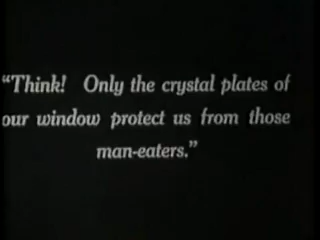 “Think! Only the crystal plates of
our window protect us from those
man-eaters.”